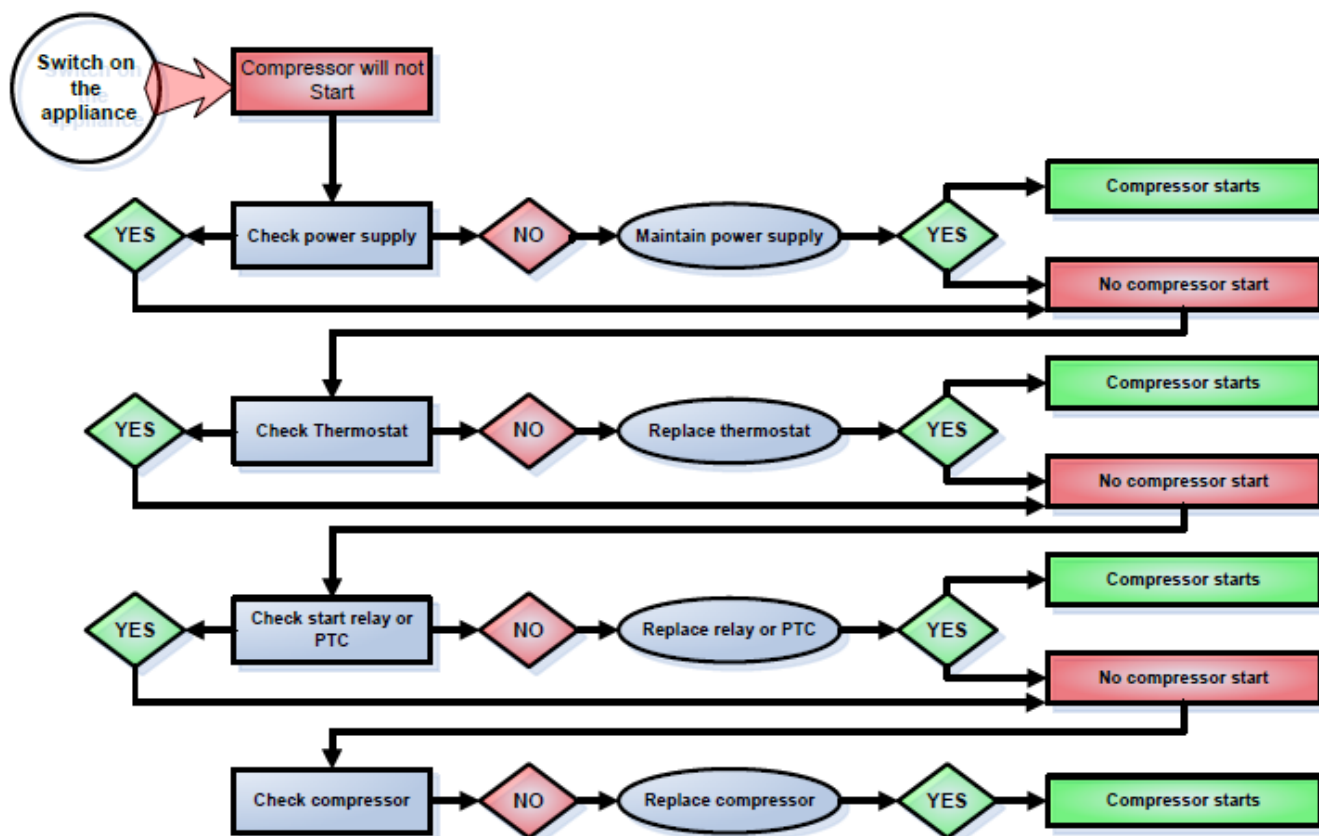 Switch on
the
appliance
Compressor will not
Start
Compressor starts
YES
Check power supply
NO
Maintain power supply
YES
No compressor start
Compressor starts
YES
Check Thermostat
NO
Replace thermostat
YES
No compressor start
Compressor starts
YES
Check start relay or
PTC
NO
Replace relay or PTC
YES
No compressor start
Check compressor
NO
Replace compressor
YES
Compressor starts